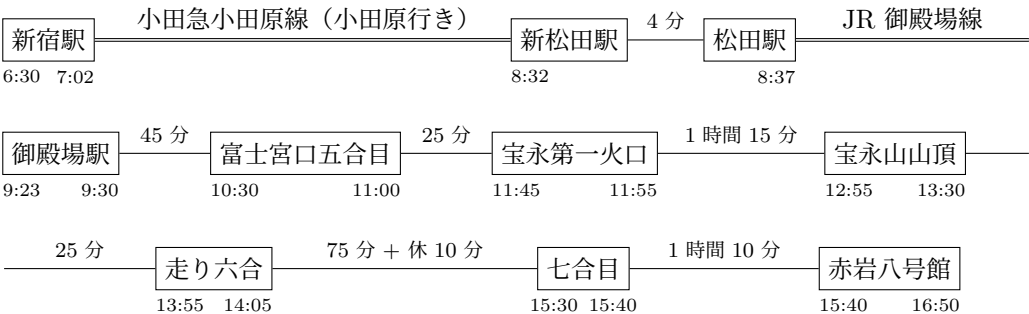 小田急小田原線（小田原行き） 4 分 JR 御殿場線
新宿駅 新松田駅 松田駅
6:30 7:02 8:32 8:37
45 分 25 分 1 時間 15 分
御殿場駅 富士宮口五合目 宝永第一火口 宝永山山頂
9:23 9:30 10:30 11:00 11:45 11:55 12:55 13:30
25 分 75 分 + 休 10 分 1 時間 10 分
走り六合 七合目 赤岩八号館
13:55 14:05 15:30 15:40 15:40 16:50